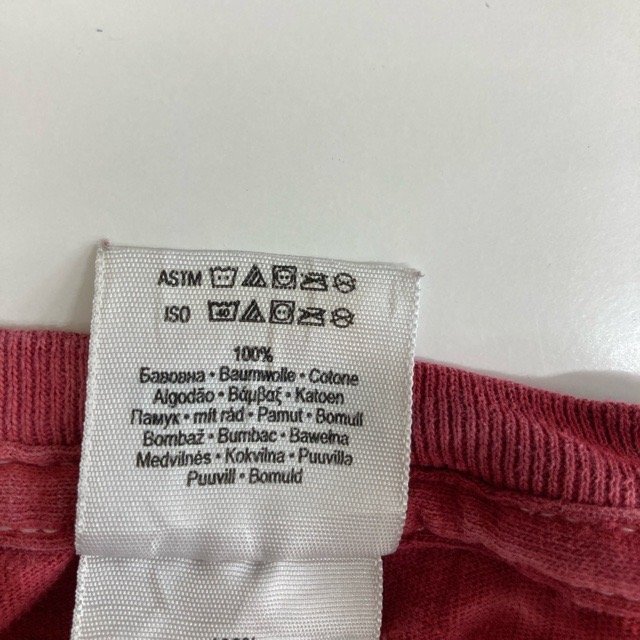 ASTM
ISO 40
100%
Бавовна • Baumwolle • Cotone
Algodão • Βάμβαξ • Katoen
Памук • mit rád • Pamut • Bomull
Bombaž • Bumbac • Bawełna
Medvilnės • Kokvilna • Puuvilla
Puuvill • Bomuld